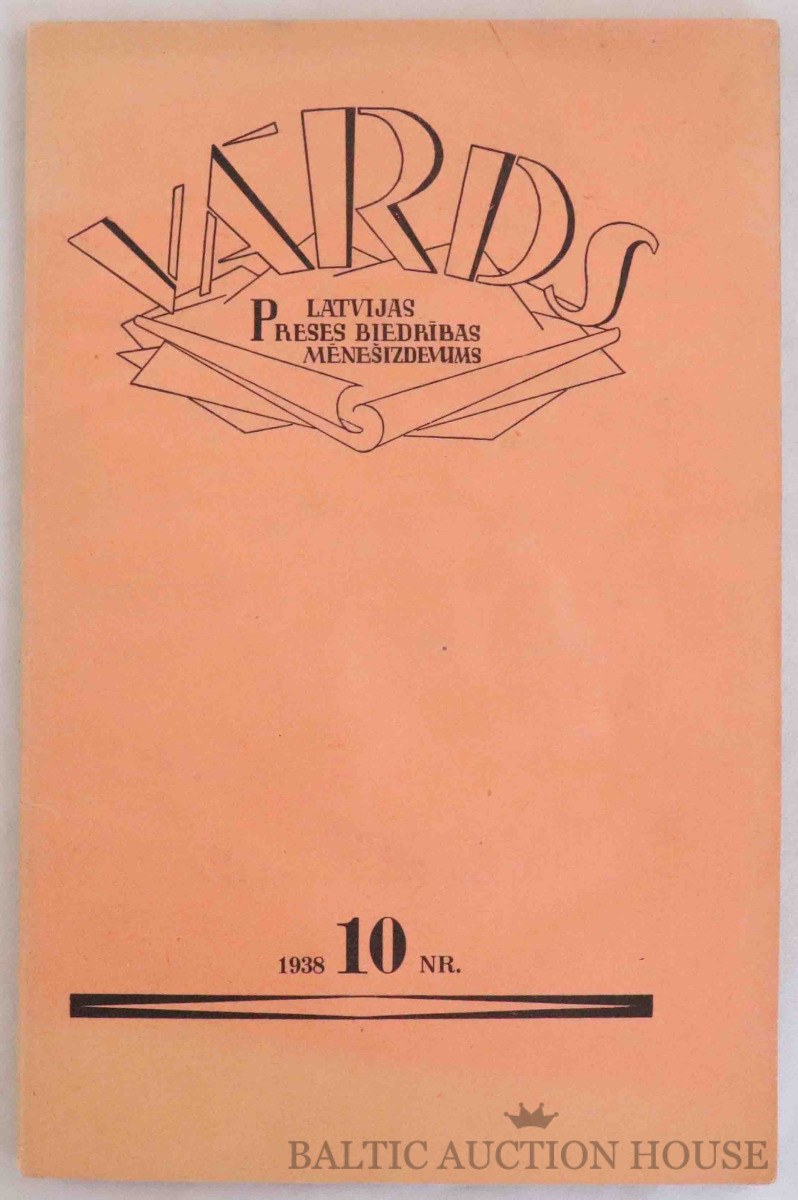 VĀRDS
LATVIJAS
PRESES BIEDRĪBAS
MĒNEŠIZDEVUMS
1938 10 NR.
BALTIC AUCTION HOUSE